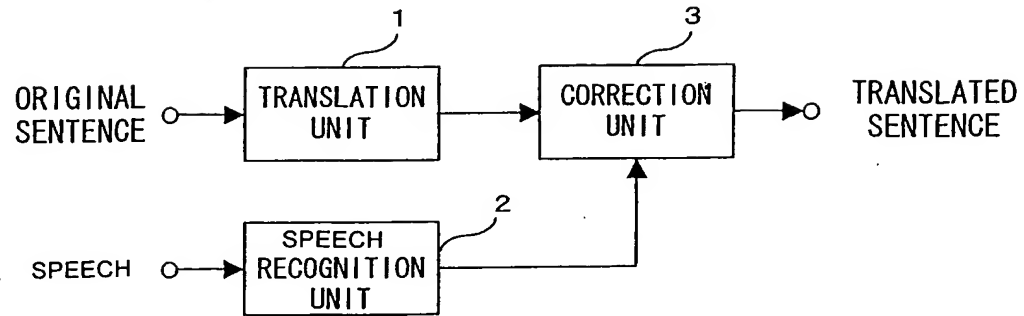 1
3
ORIGINAL
SENTENCE
TRANSLATION
UNIT
CORRECTION
UNIT
TRANSLATED
SENTENCE
2
SPEECH
SPEECH
RECOGNITION
UNIT